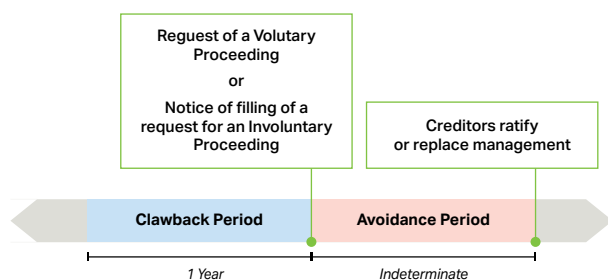 Reguest of a Volutary
Proceeding
or
Notice of filling of a
request for an Involuntary
Proceeding
Creditors ratify
or replace management
Clawback Period
Avoidance Period
1 Year
Indeterminate